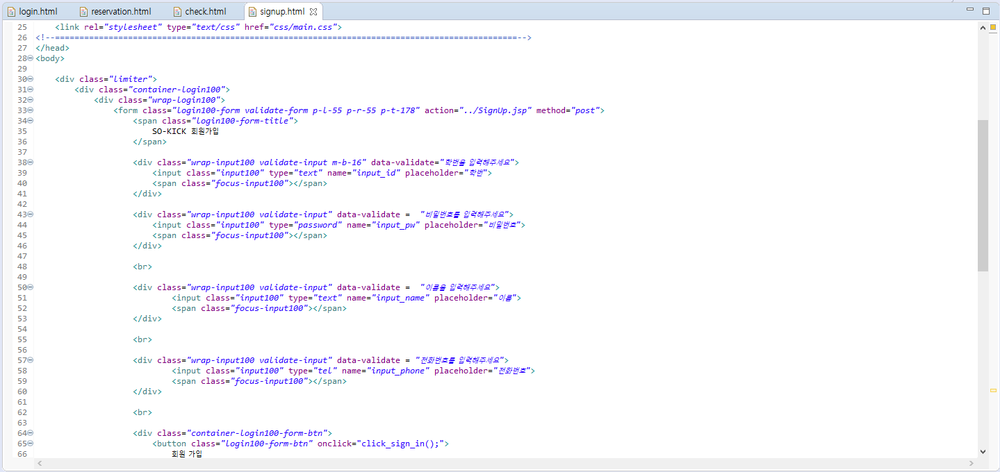 login.html reservation.html check.html signup.html
25 <link rel="stylesheet" type="text/css" href="css/main.css">
26 <!--===============================================================================================-->
27 </head>
28 <body>
29
30 <div class="limiter">
31 <div class="container-login100">
32 <div class="wrap-login100">
33 <form class="login100-form validate-form p-l-55 p-r-55 p-t-178" action="../SignUp.jsp" method="post">
34 <span class="login100-form-title">
35 SO-KICK 회원가입
36 </span>
37
38 <div class="wrap-input100 validate-input m-b-16" data-validate="학번을 입력해주세요">
39 <input class="input100" type="text" name="input_id" placeholder="학번">
40 <span class="focus-input100"></span>
41 </div>
42
43 <div class="wrap-input100 validate-input" data-validate = "비밀번호를 입력해주세요">
44 <input class="input100" type="password" name="input_pw" placeholder="비밀번호">
45 <span class="focus-input100"></span>
46 </div>
47
48 <br>
49
50 <div class="wrap-input100 validate-input" data-validate = "이름을 입력해주세요">
51 <input class="input100" type="text" name="input_name" placeholder="이름">
52 <span class="focus-input100"></span>
53 </div>
54
55 <br>
56
57 <div class="wrap-input100 validate-input" data-validate = "전화번호를 입력해주세요">
58 <input class="input100" type="tel" name="input_phone" placeholder="전화번호">
59 <span class="focus-input100"></span>
60 </div>
61
62 <br>
63
64 <div class="container-login100-form-btn">
65 <button class="login100-form-btn" onclick="click_sign_in();">
66 회원 가입